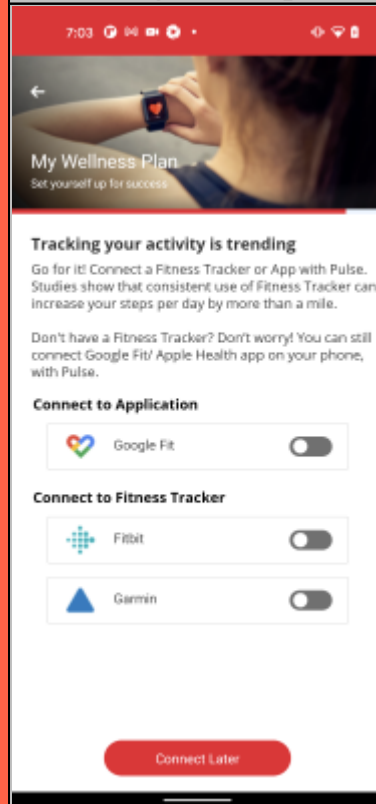 7:03
My Wellness Plan
Set yourself up for success
Tracking your activity is trending
Go for it! Connect a Fitness Tracker or App with Pulse.
Studies show that consistent use of Fitness Tracker can
increase your steps per day by more than a mile.
Don't have a Fitness Tracker? Don't worry! You can still
connect Google Fit/ Apple Health app on your phone,
with Pulse.
Connect to Application
Google Fit
Connect to Fitness Tracker
Fitbit
Garmin
Connect Later